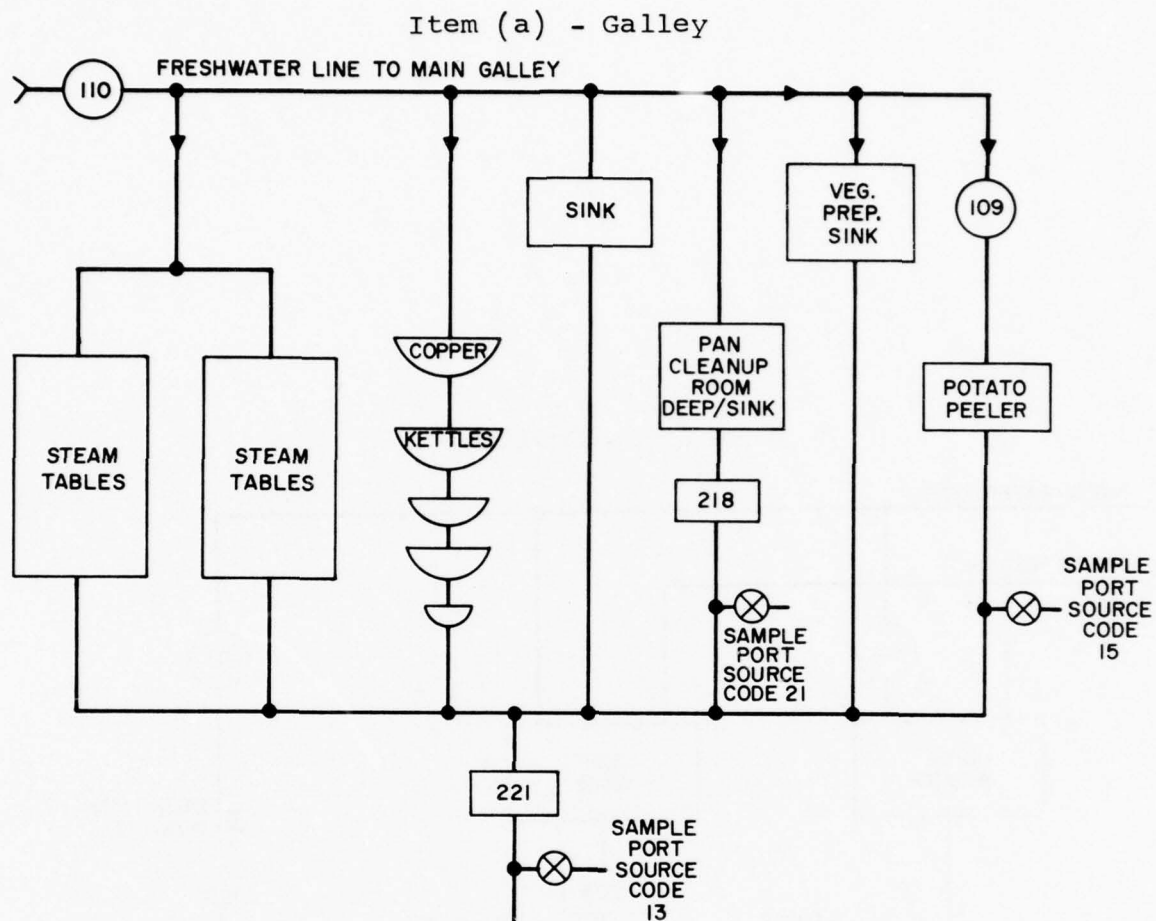 Item (a) - Galley
110
FRESHWATER LINE TO MAIN GALLEY
SINK
VEG.
PREP.
SINK
109
STEAM
TABLES
STEAM
TABLES
COPPER
KETTLES
PAN
CLEANUP
ROOM
DEEP/SINK
POTATO
PEELER
218
SAMPLE
PORT
SOURCE
CODE 21
SAMPLE
PORT
SOURCE
CODE
15
221
SAMPLE
PORT
SOURCE
CODE
13